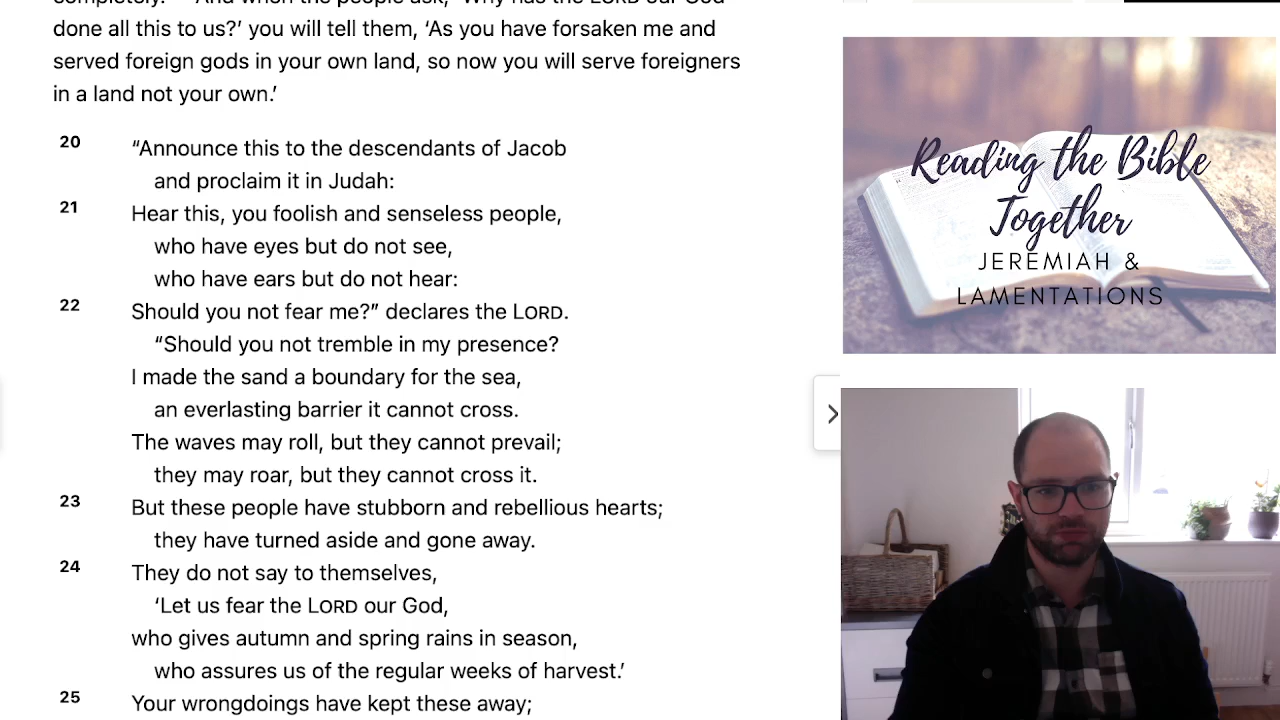 done all this to us?’ you will tell them, ‘As you have forsaken me and
served foreign gods in your own land, so now you will serve foreigners
in a land not your own.’
20 “Announce this to the descendants of Jacob
and proclaim it in Judah:
21 Hear this, you foolish and senseless people,
who have eyes but do not see,
who have ears but do not hear:
22 Should you not fear me?” declares the LORD.
“Should you not tremble in my presence?
I made the sand a boundary for the sea,
an everlasting barrier it cannot cross.
The waves may roll, but they cannot prevail;
they may roar, but they cannot cross it.
23 But these people have stubborn and rebellious hearts;
they have turned aside and gone away.
24 They do not say to themselves,
‘Let us fear the LORD our God,
who gives autumn and spring rains in season,
who assures us of the regular weeks of harvest.’
25 Your wrongdoings have kept these away;
Reading the Bible
Together
JEREMIAH &
LAMENTATIONS